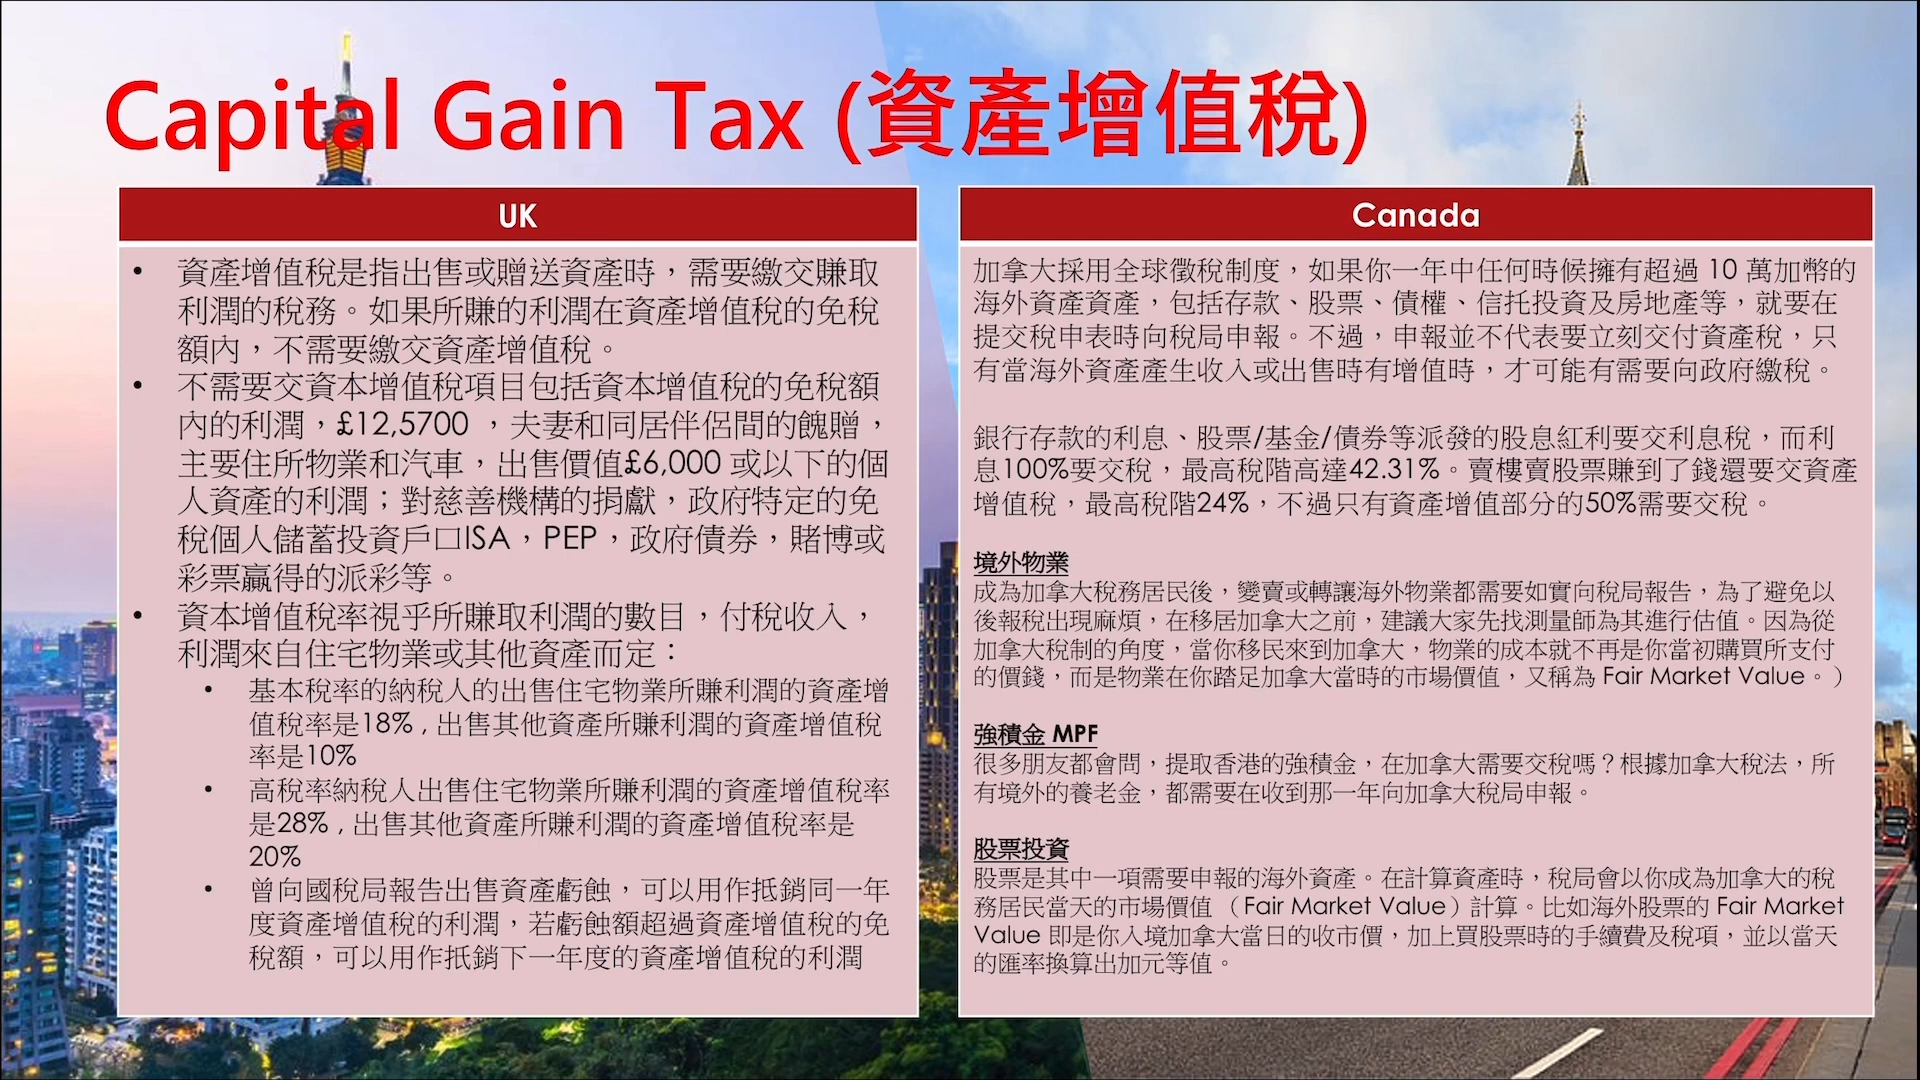 Capital Gain Tax (資產增值稅)
UK
• 資產增值稅是指出售或贈送資產時，需要繳交賺取
利潤的稅務。如果所賺的利潤在資產增值稅的免稅
額內，不需要繳交資產增值稅。
• 不需要交資本增值稅項目包括資本增值稅的免稅額
內的利潤，£12,5700 ，夫妻和同居伴侶間的餽贈，
主要住所物業和汽車，出售價值£6,000 或以下的個
人資產的利潤；對慈善機構的捐獻，政府特定的免
稅個人儲蓄投資戶口ISA，PEP，政府債券，賭博或
彩票贏得的派彩等。
• 資本增值稅率視乎所賺取利潤的數目，付稅收入，
利潤來自住宅物業或其他資產而定：
• 基本稅率的納稅人的出售住宅物業所賺利潤的資產增
值稅率是18% , 出售其他資產所賺利潤的資產增值稅
率是10%
• 高稅率納稅人出售住宅物業所賺利潤的資產增值稅率
是28% , 出售其他資產所賺利潤的資產增值稅率是
20%
• 曾向國稅局報告出售資產虧蝕，可以用作抵銷同一年
度資產增值稅的利潤，若虧蝕額超過資產增值稅的免
稅額，可以用作抵銷下一年度的資產增值稅的利潤
Canada
加拿大採用全球徵稅制度，如果你一年中任何時候擁有超過 10 萬加幣的
海外資產資產，包括存款、股票、債權、信托投資及房地產等，就要在
提交稅申表時向稅局申報。不過，申報並不代表要立刻交付資產稅，只
有當海外資產產生收入或出售時有增值時，才可能有需要向政府繳稅。
銀行存款的利息、股票/基金/債券等派發的股息紅利要交利息稅，而利
息100%要交稅，最高稅階高達42.31%。賣樓賣股票賺到了錢還要交資產
增值稅，最高稅階24%，不過只有資產增值部分的50%需要交稅。
境外物業
成為加拿大稅務居民後，變賣或轉讓海外物業都需要如實向稅局報告，為了避免以
後報稅出現麻煩，在移居加拿大之前，建議大家先找測量師為其進行估值。因為從
加拿大稅制的角度，當你移民來到加拿大，物業的成本就不再是你當初購買所支付
的價錢，而是物業在你踏足加拿大當時的市場價值，又稱為 Fair Market Value。）
強積金 MPF
很多朋友都會問，提取香港的強積金，在加拿大需要交稅嗎？根據加拿大稅法，所
有境外的養老金，都需要在收到那一年向加拿大稅局申報。
股票投資
股票是其中一項需要申報的海外資產。在計算資產時，稅局會以你成為加拿大的稅
務居民當天的市場價值 （Fair Market Value）計算。比如海外股票的 Fair Market
Value 即是你入境加拿大當日的收市價，加上買股票時的手續費及稅項，並以當天
的匯率換算出加元等值。